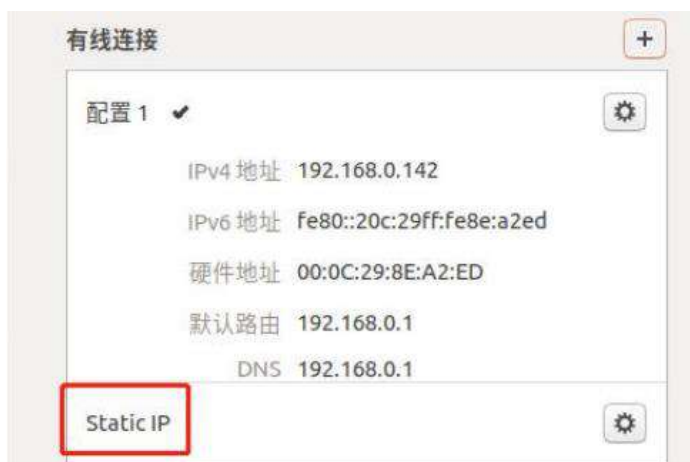 有线连接
配置 1
IPv4 地址 192.168.0.142
IPv6 地址 fe80::20c:29ff:fe8e:a2ed
硬件地址 00:0C:29:8E:A2:ED
默认路由 192.168.0.1
DNS 192.168.0.1
Static IP